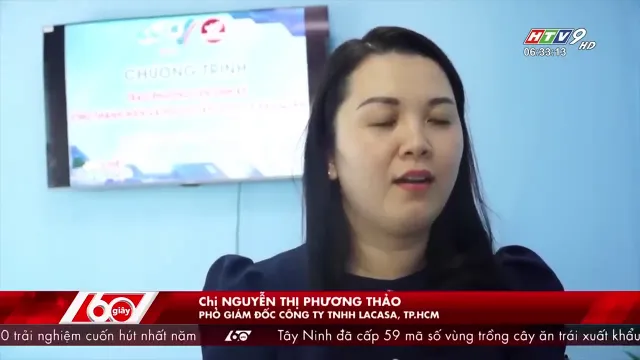 HTV9 HD
06:33:13
CHƯƠNG TRÌNH
60 giây
Chị NGUYỄN THỊ PHƯƠNG THẢO
PHÓ GIÁM ĐỐC CÔNG TY TNHH LACASA, TP.HCM
0 trải nghiệm cuốn hút nhất năm 60 Tây Ninh đã cấp 59 mã số vùng trồng cây ăn trái xuất khẩ